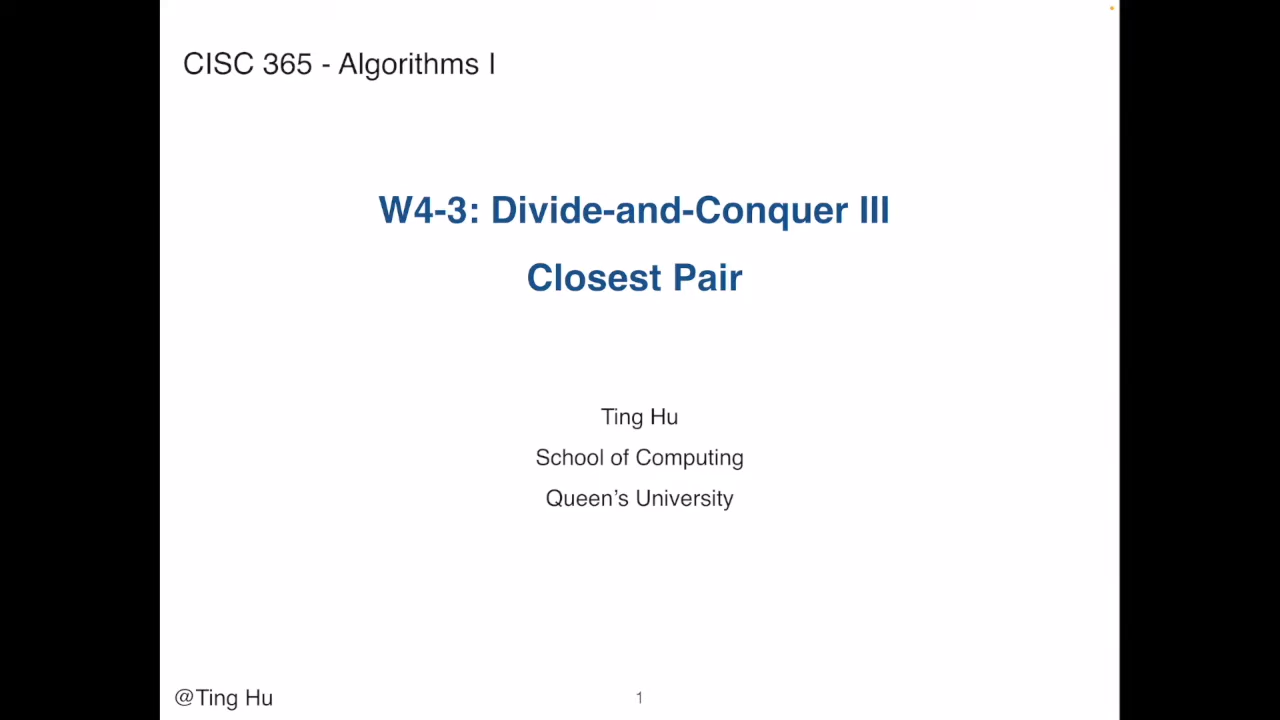 CISC 365 - Algorithms I
W4-3: Divide-and-Conquer III
Closest Pair
Ting Hu
School of Computing
Queen’s University
@Ting Hu
1